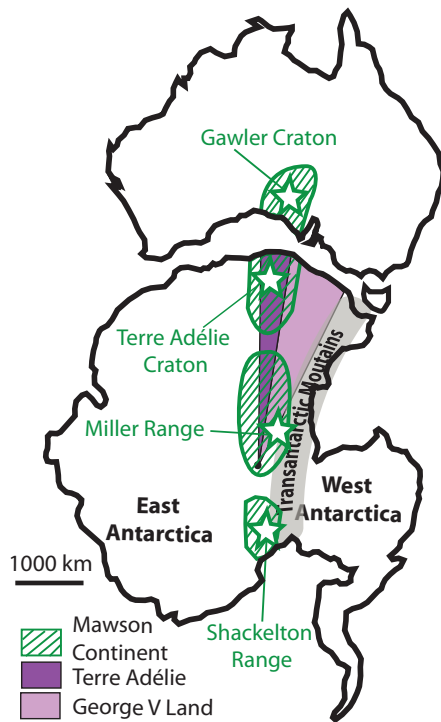 Gawler Craton
Terre Adélie
Craton
Transantarctic Moutains
Miller Range
East
Antarctica
West
Antarctica
1000 km
Shackelton
Range
Mawson
Continent
Terre Adélie
George V Land